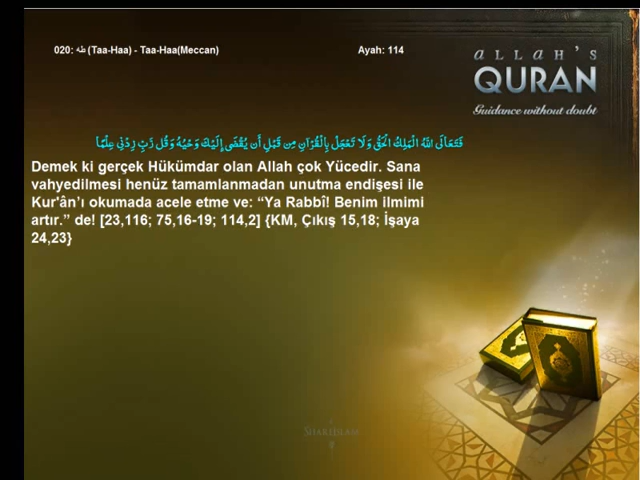 020: طه (Taa-Haa) - Taa-Haa(Meccan) Ayah: 114
ALLAH'S
QURAN
Guidance without doubt
فَتَعَالَى اللَّهُ الْمَلِكُ الْحَقُّ وَلَا تَعْجَلْ بِالْقُرْآنِ مِن قَبْلِ أَن يُقْضَى إِلَيْكَ وَحْيُهُ وَقُل رَّبِّ زِدْنِي عِلْمًا
Demek ki gerçek Hükümdar olan Allah çok Yücedir. Sana
vahyedilmesi henüz tamamlanmadan unutma endişesi ile
Kur'ân’ı okumada acele etme ve: “Ya Rabbî! Benim ilmimi
artır.” de! [23,116; 75,16-19; 114,2] {KM, Çıkış 15,18; İşaya
24,23}
SHAREISLAM